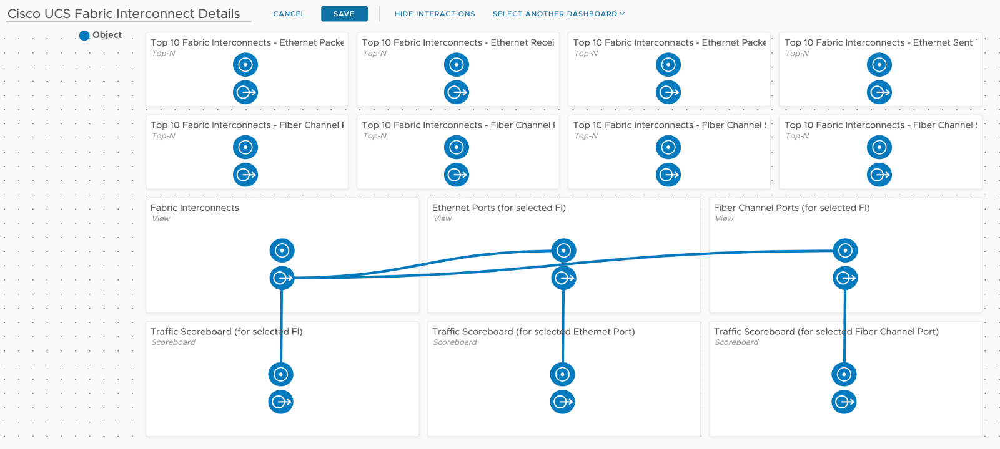 Cisco UCS Fabric Interconnect Details
CANCEL SAVE HIDE INTERACTIONS SELECT ANOTHER DASHBOARD
Object
Top 10 Fabric Interconnects - Ethernet Packe
Top-N
Top 10 Fabric Interconnects - Ethernet Recei
Top-N
Top 10 Fabric Interconnects - Ethernet Packe
Top-N
Top 10 Fabric Interconnects - Ethernet Sent
Top-N
Top 10 Fabric Interconnects - Fiber Channel
Top-N
Top 10 Fabric Interconnects - Fiber Channel
Top-N
Top 10 Fabric Interconnects - Fiber Channel
Top-N
Top 10 Fabric Interconnects - Fiber Channel
Top-N
Fabric Interconnects
View
Ethernet Ports (for selected FI)
View
Fiber Channel Ports (for selected FI)
View
Traffic Scoreboard (for selected FI)
Scoreboard
Traffic Scoreboard (for selected Ethernet Port)
Scoreboard
Traffic Scoreboard (for selected Fiber Channel Port)
Scoreboard